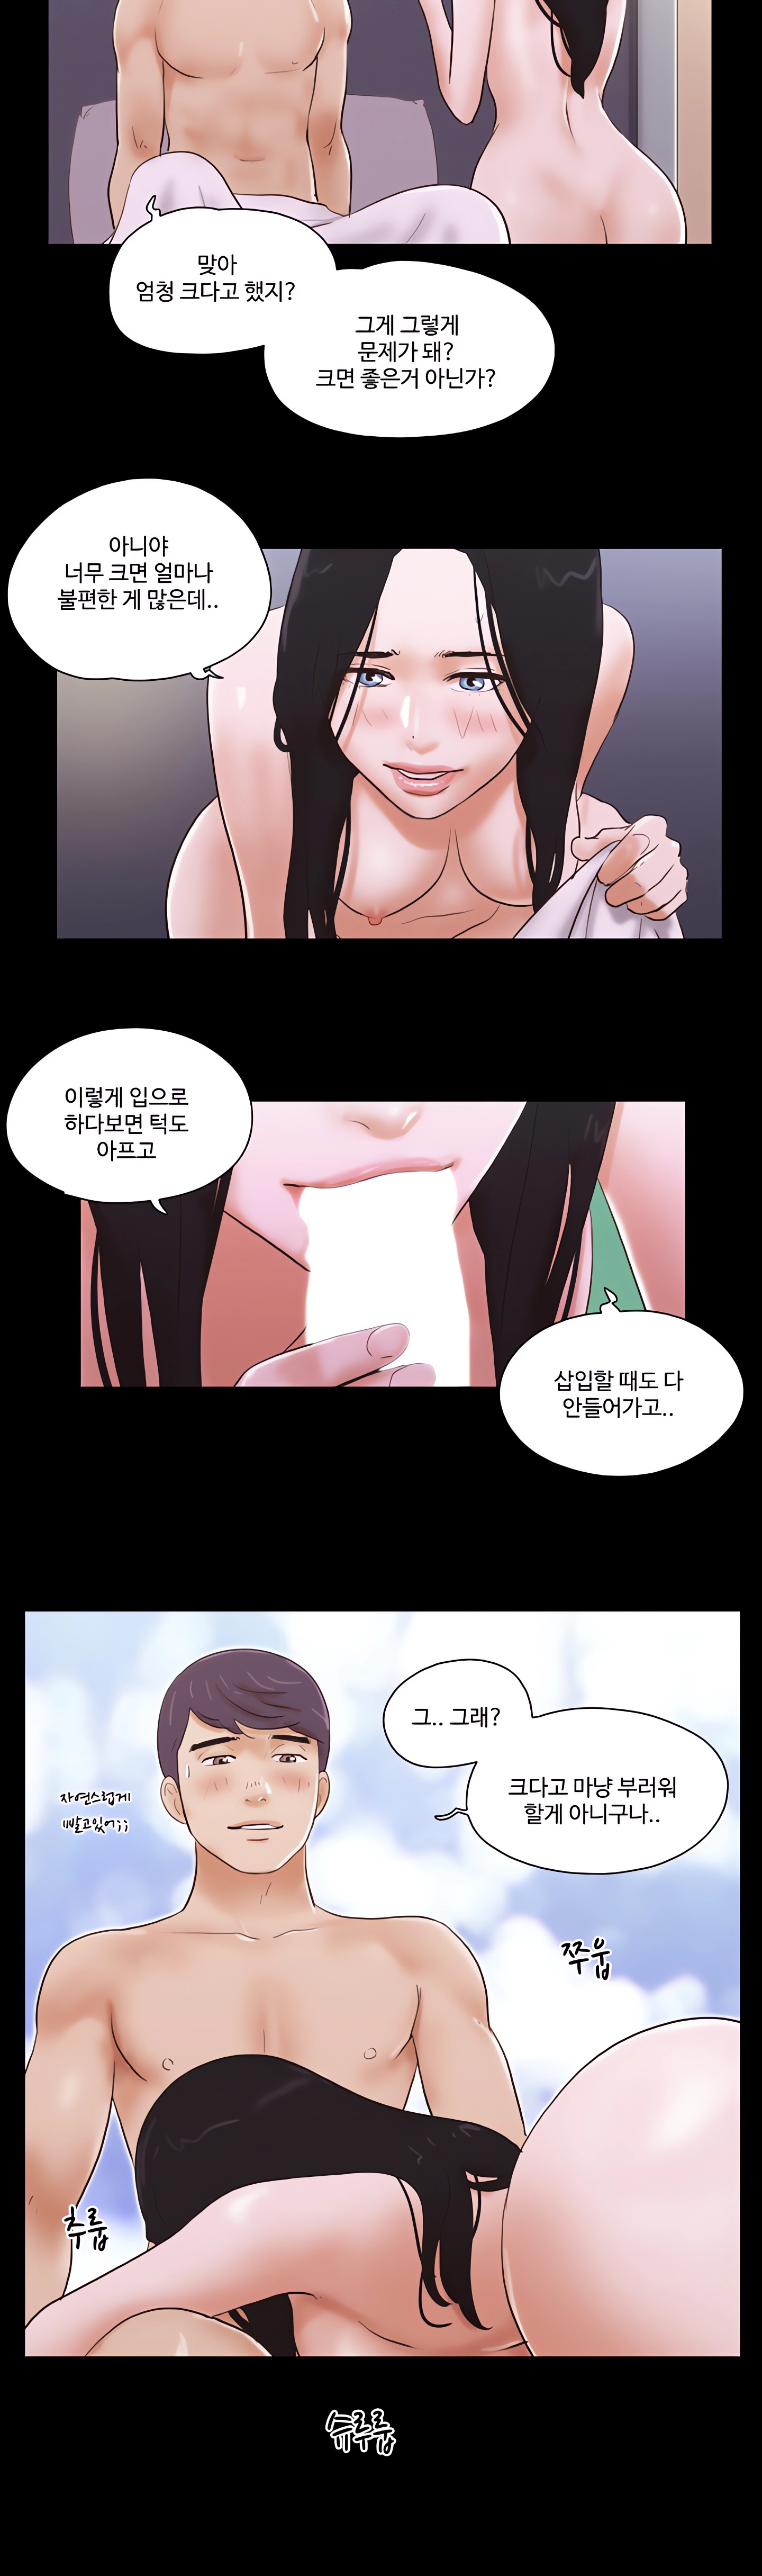 맞아
엄청 크다고 했지?
그게 그렇게
문제가 돼?
크면 좋은거 아닌가?
아니야
너무 크면 얼마나
불편한 게 많은데..
이렇게 입으로
하다보면 턱도
아프고
삽입할 때도 다
안들어가고..
그.. 그래?
크다고 마냥 부러워
할게 아니구나..
자연스럽게
빨고있어;;
쭈웁
추룹
슈루룹